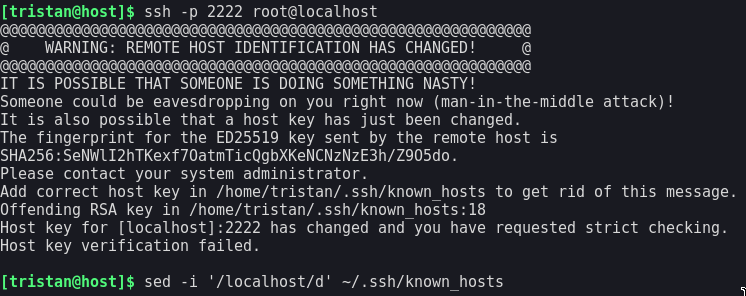 [tristan@host]$ ssh -p 2222 root@localhost
@@@@@@@@@@@@@@@@@@@@@@@@@@@@@@@@@@@@@@@@@@@@@@@@@@@@@@@@@@@
@    WARNING: REMOTE HOST IDENTIFICATION HAS CHANGED!     @
@@@@@@@@@@@@@@@@@@@@@@@@@@@@@@@@@@@@@@@@@@@@@@@@@@@@@@@@@@@
IT IS POSSIBLE THAT SOMEONE IS DOING SOMETHING NASTY!
Someone could be eavesdropping on you right now (man-in-the-middle attack)!
It is also possible that a host key has just been changed.
The fingerprint for the ED25519 key sent by the remote host is
SHA256:SeNWlI2hTKexf7OatmTicQgbXKeNCNzNzE3h/Z9O5do.
Please contact your system administrator.
Add correct host key in /home/tristan/.ssh/known_hosts to get rid of this message.
Offending RSA key in /home/tristan/.ssh/known_hosts:18
Host key for [localhost]:2222 has changed and you have requested strict checking.
Host key verification failed.
[tristan@host]$ sed -i '/localhost/d' ~/.ssh/known_hosts